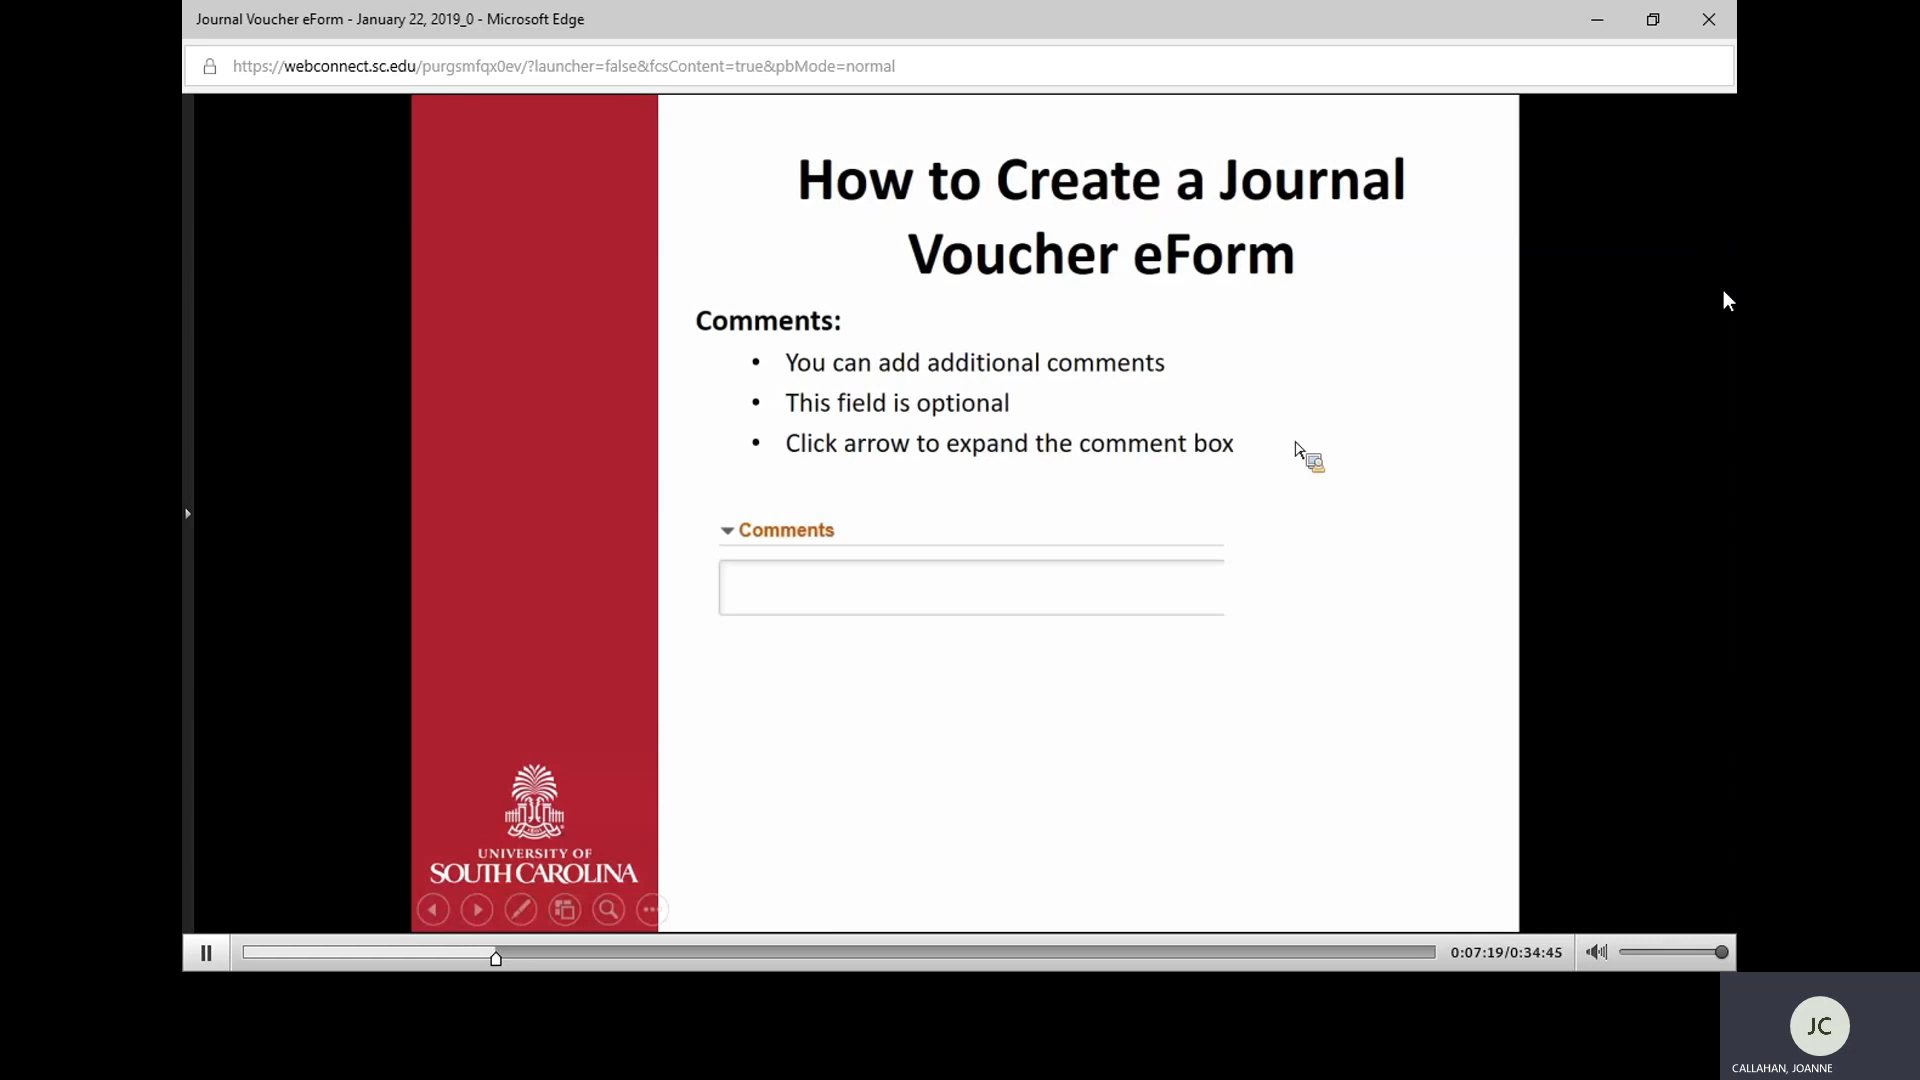 Journal Voucher eForm - January 22, 2019_0 - Microsoft Edge
https://webconnect.sc.edu/purgsmfqx0ev/?launcher=false&fcsContent=true&pbMode=normal
How to Create a Journal
Voucher eForm
Comments:
• You can add additional comments
• This field is optional
• Click arrow to expand the comment box
Comments
UNIVERSITY OF
SOUTH CAROLINA
0:07:19/0:34:45
JC
CALLAHAN, JOANNE